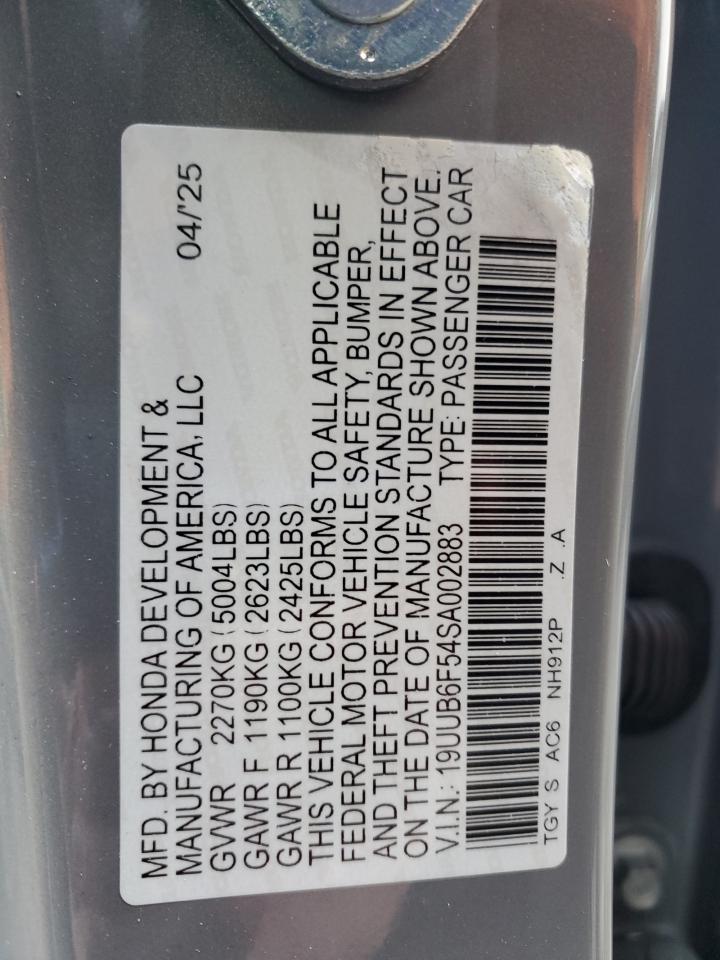 MFD. BY HONDA DEVELOPMENT &
MANUFACTURING OF AMERICA, LLC 04/'25
GVWR 2270KG (5004LBS)
GAWR F 1190KG (2623LBS)
GAWR R 1100KG (2425LBS)
THIS VEHICLE CONFORMS TO ALL APPLICABLE
FEDERAL MOTOR VEHICLE SAFETY, BUMPER,
AND THEFT PREVENTION STANDARDS IN EFFECT
ON THE DATE OF MANUFACTURE SHOWN ABOVE.
V.I.N.: 19UUB6F54SA002883 TYPE: PASSENGER CAR
TGY S AC6 NH912P .Z .A